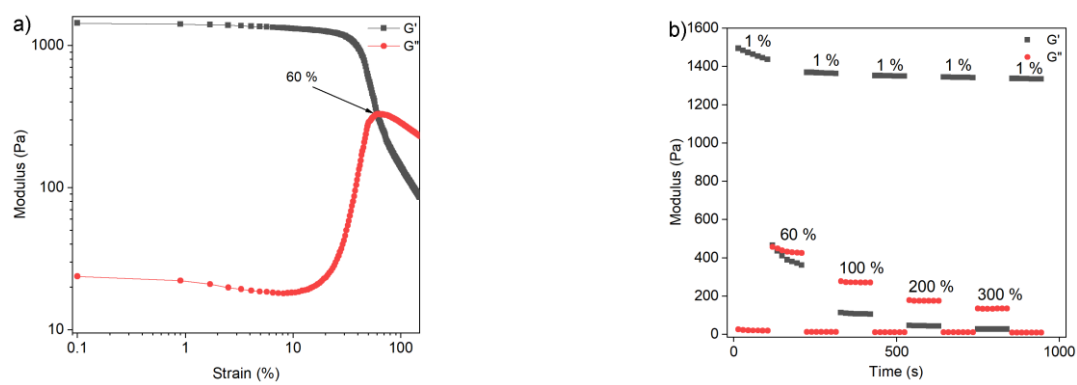 a)
G'
G"
60 %
1000
100
10
Modulus (Pa)
0.1 1 10 100
Strain (%)
b)
G'
G"
1600
1400
1200
1000
800
600
400
200
0
Modulus (Pa)
1 % 1 % 1 % 1 % 1 %
60 %
100 %
200 %
300 %
0 500 1000
Time (s)